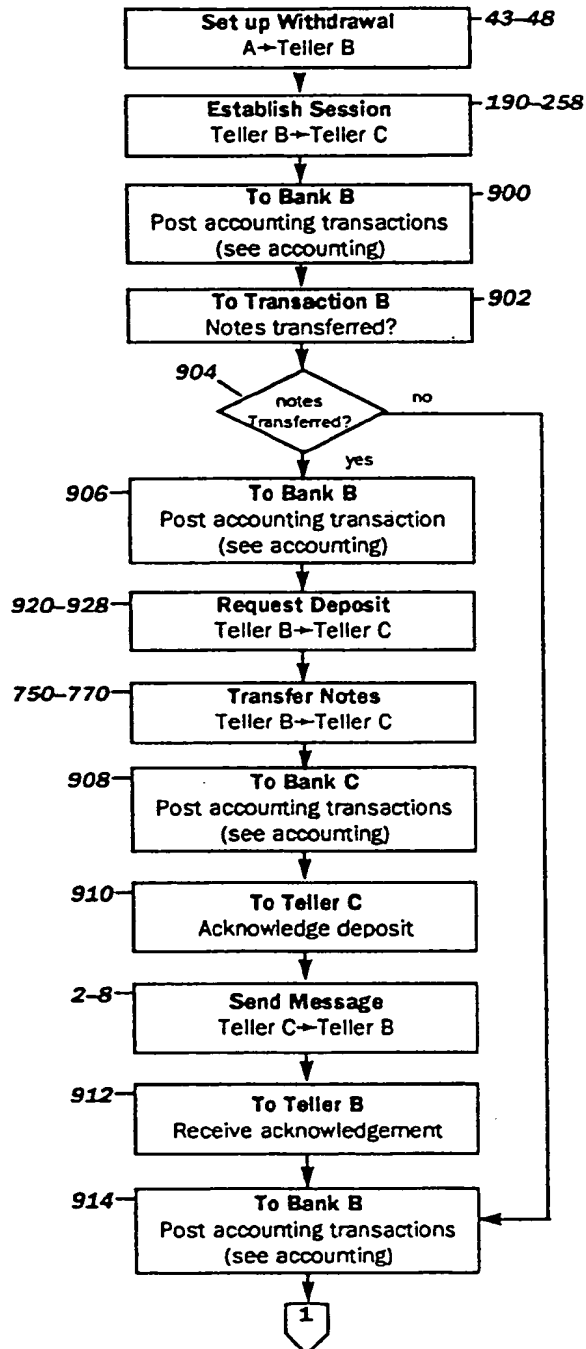 Set up Withdrawal
A→Teller B
43–48
Establish Session
Teller B→Teller C
190–258
To Bank B
Post accounting transactions
(see accounting)
900
To Transaction B
Notes transferred?
902
904
notes
Transferred?
no
yes
906
To Bank B
Post accounting transaction
(see accounting)
920–928
Request Deposit
Teller B→Teller C
750–770
Transfer Notes
Teller B→Teller C
908
To Bank C
Post accounting transactions
(see accounting)
910
To Teller C
Acknowledge deposit
2–8
Send Message
Teller C→Teller B
912
To Teller B
Receive acknowledgement
914
To Bank B
Post accounting transactions
(see accounting)
1